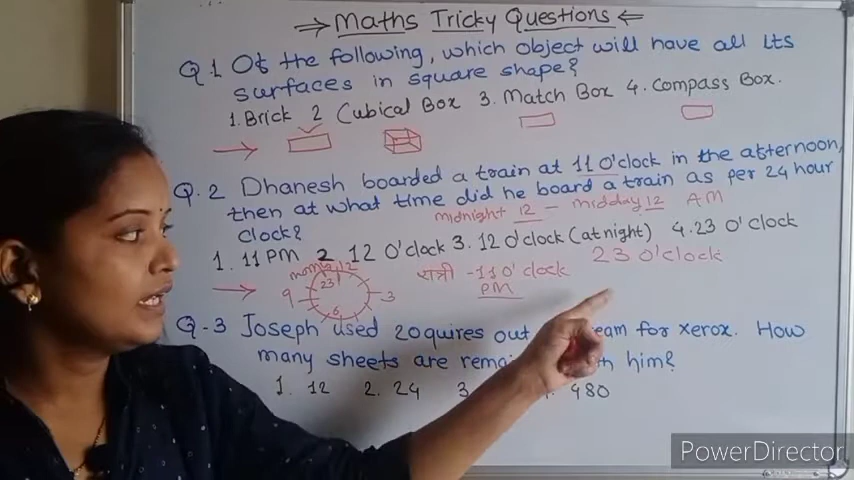 ⇒ Maths Tricky Questions ⇐
Q 1 Of the following, which object will have all its
surfaces in square shape?
1. Brick 2 Cubical Box 3. Match Box 4. Compass Box.
Q. 2 Dhanesh boarded a train at 11 O'clock in the afternoon,
then at what time did he board a train as per 24 hour
clock?
midnight 12 - midday 12 AM
1. 11 PM 2. 12 O'clock 3. 12 O'clock (at night) 4. 23 O'clock
12
23
9
3
6
रात्री - 11 O'clock
PM
23 O'clock
Q-3 Joseph used 20 quires out for xerox. How
many sheets are him?
1. 12 2. 24 3 480
PowerDirector